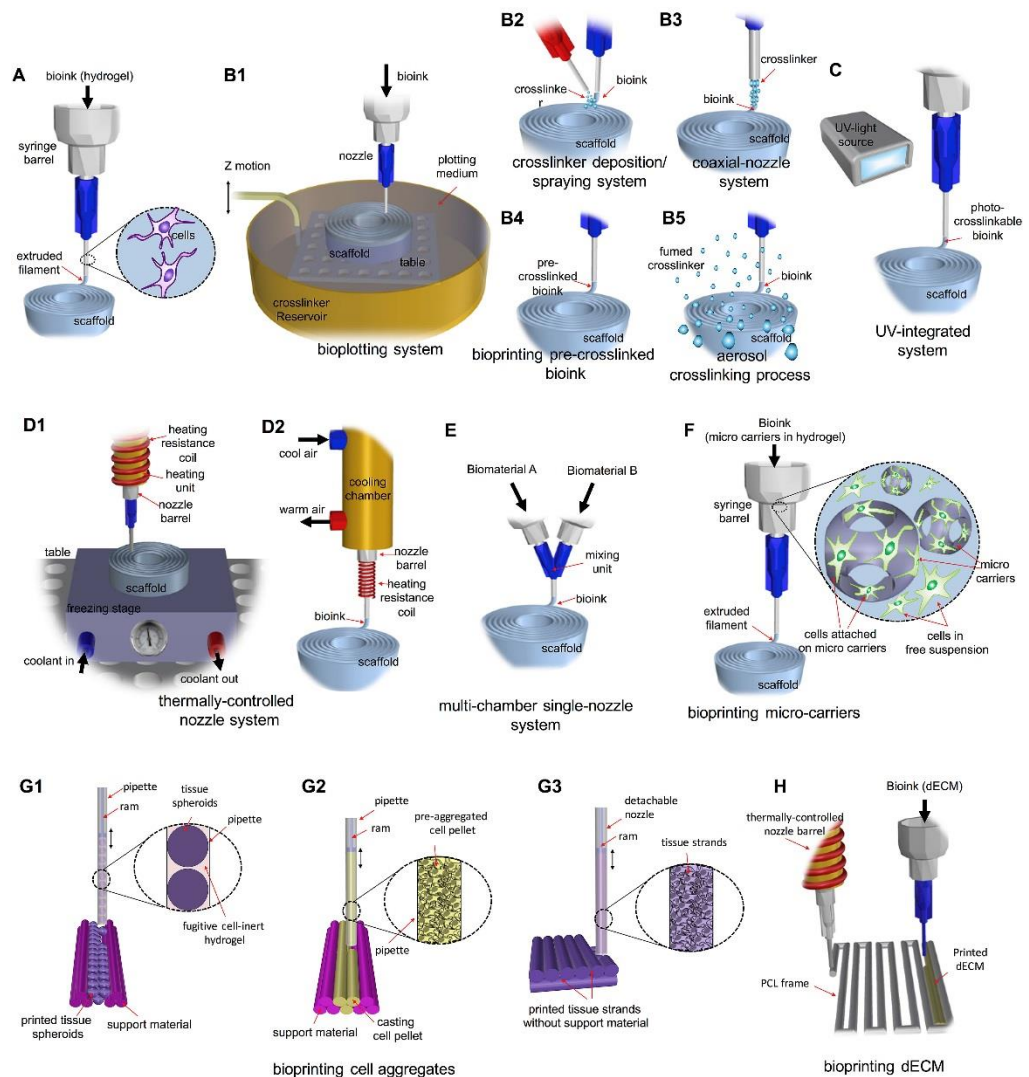 A
bioink (hydrogel)
syringe
barrel
cells
extruded
filament
scaffold
B1
bioink
nozzle
plotting
medium
Z motion
scaffold
table
crosslinker
Reservoir
bioplotting system
B2
crosslinke
r
bioink
scaffold
crosslinker deposition/
spraying system
B3
crosslinker
bioink
scaffold
coaxial-nozzle
system
B4
pre-
crosslinked
bioink
scaffold
bioprinting pre-crosslinked
bioink
B5
fumed
crosslinker
bioink
scaffold
aerosol
crosslinking process
C
UV-light
source
photo-
crosslinkable
bioink
scaffold
UV-integrated
system
D1
heating
resistance
coil
heating
unit
nozzle
barrel
table
scaffold
freezing stage
coolant in
coolant out
thermally-controlled
nozzle system
D2
cool air
cooling
chamber
warm air
nozzle
barrel
heating
resistance
coil
bioink
scaffold
E
Biomaterial A
Biomaterial B
mixing
unit
bioink
scaffold
multi-chamber single-nozzle
system
F
Bioink
(micro carriers in hydrogel)
syringe
barrel
micro
carriers
extruded
filament
cells attached
on micro carriers
cells in
free suspension
scaffold
bioprinting micro-carriers
G1
pipette
ram
tissue
spheroids
pipette
fugitive cell-inert
hydrogel
printed tissue
spheroids
support material
G2
pipette
ram
pre-aggregated
cell pellet
pipette
support material
casting
cell pellet
G3
detachable
nozzle
ram
tissue strands
printed tissue strands
without support material
bioprinting cell aggregates
H
Bioink (dECM)
thermally-controlled
nozzle barrel
PCL frame
Printed
dECM
bioprinting dECM